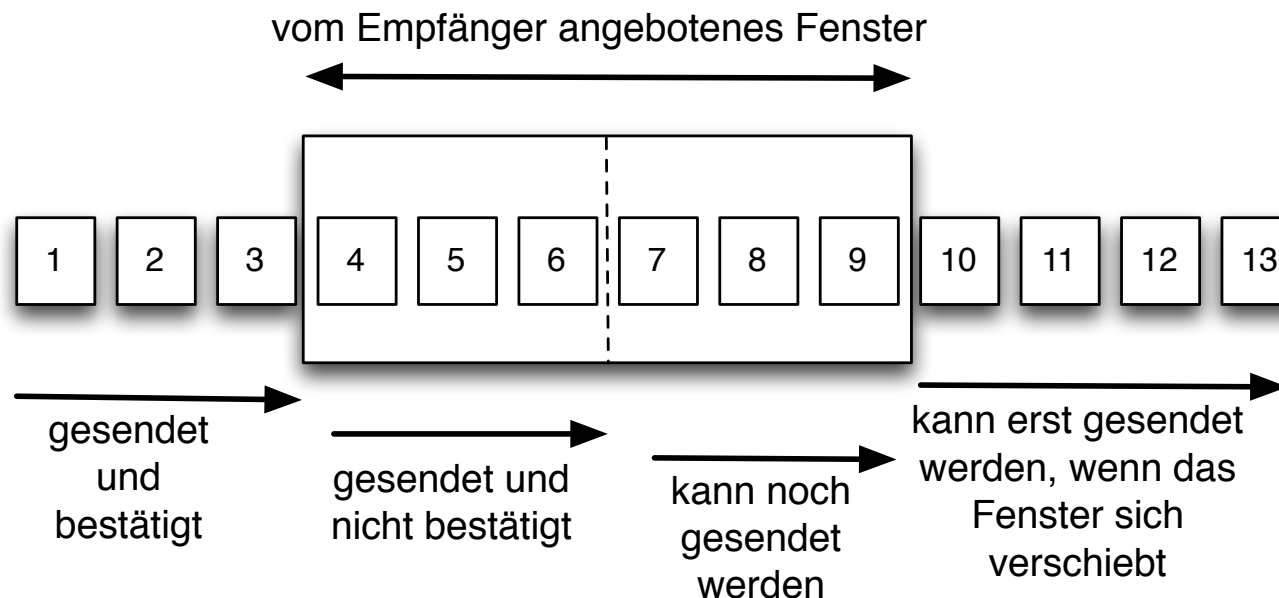 vom Empfänger angebotenes Fenster
1 2 3 4 5 6 7 8 9 10 11 12 13
gesendet
und
bestätigt
gesendet und
nicht bestätigt
kann noch
gesendet
werden
kann erst gesendet
werden, wenn das
Fenster sich
verschiebt